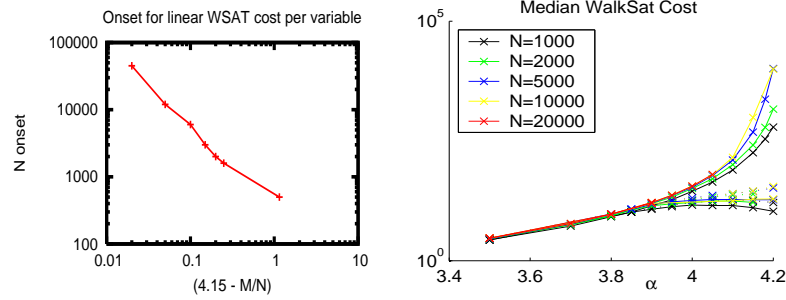 Onset for linear WSAT cost per variable
100000
10000
1000
100
N onset
0.01
0.1
1
10
(4.15 - M/N)
Median WalkSat Cost
10^5
N=1000
N=2000
N=5000
N=10000
N=20000
10^0
3.4
3.6
3.8
4
4.2
α